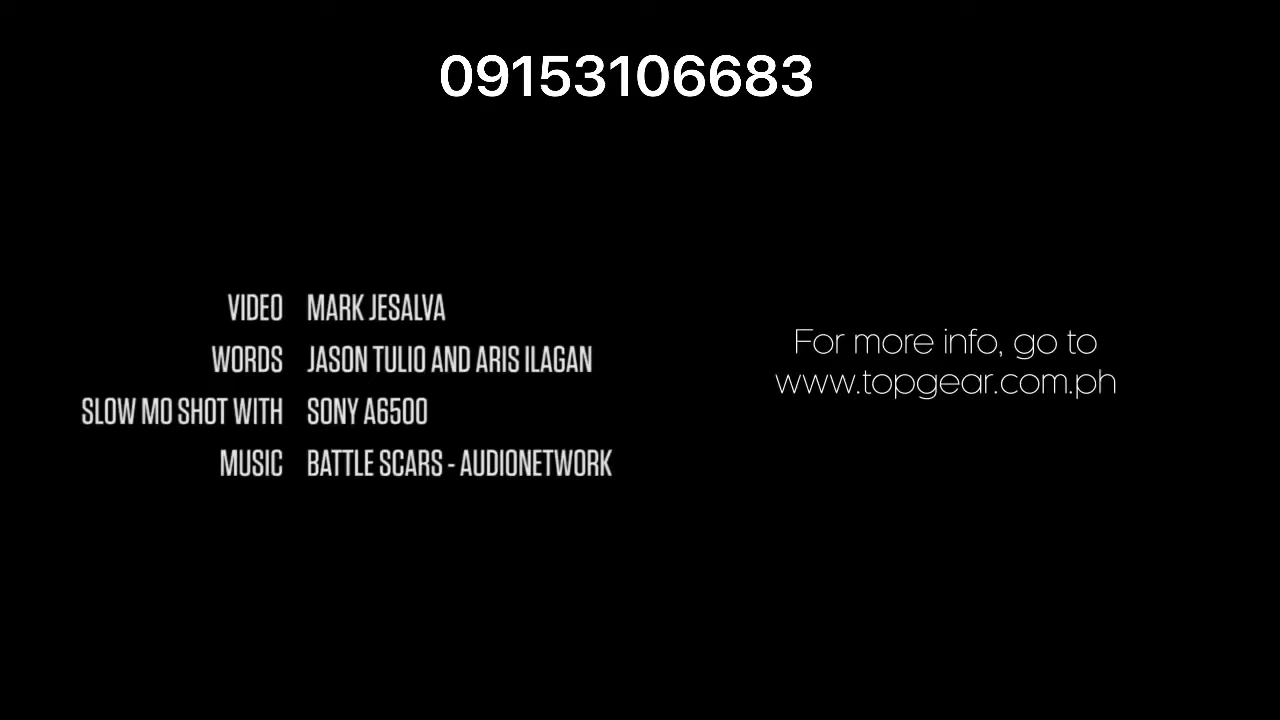 09153106683
VIDEO MARK JESALVA
WORDS JASON TULIO AND ARIS ILAGAN
SLOW MO SHOT WITH SONY A6500
MUSIC BATTLE SCARS - AUDIONETWORK
For more info, go to
www.topgear.com.ph